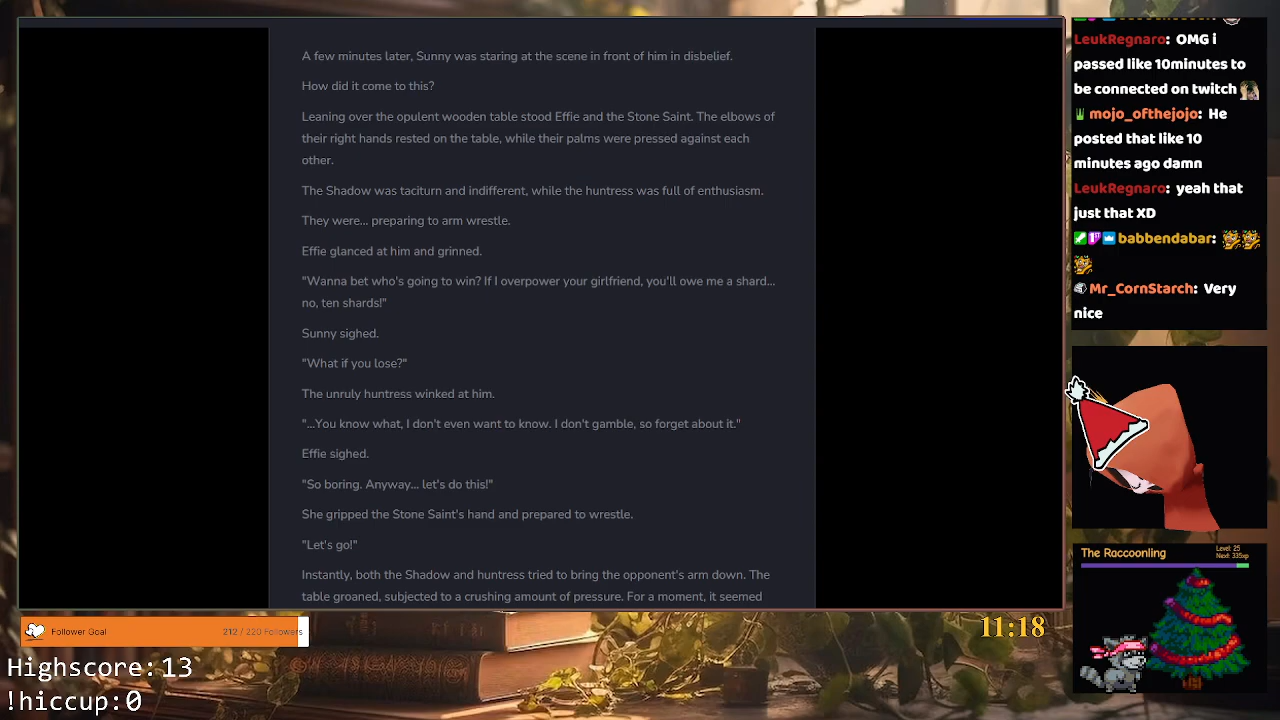 A few minutes later, Sunny was staring at the scene in front of him in disbelief.
How did it come to this?
Leaning over the opulent wooden table stood Effie and the Stone Saint. The elbows of
their right hands rested on the table, while their palms were pressed against each
other.
The Shadow was taciturn and indifferent, while the huntress was full of enthusiasm.
They were... preparing to arm wrestle.
Effie glanced at him and grinned.
"Wanna bet who's going to win? If I overpower your girlfriend, you'll owe me a shard...
no, ten shards!"
Sunny sighed.
"What if you lose?"
The unruly huntress winked at him.
"...You know what, I don't even want to know. I don't gamble, so forget about it."
Effie sighed.
"So boring. Anyway... let's do this!"
She gripped the Stone Saint's hand and prepared to wrestle.
"Let's go!"
Instantly, both the Shadow and huntress tried to bring the opponent's arm down. The
table groaned, subjected to a crushing amount of pressure. For a moment, it seemed
LeukRegnaro: OMG i
passed like 10minutes to
be connected on twitch
mojo_ofthejojo: He
posted that like 10
minutes ago damn
LeukRegnaro: yeah that
just that XD
babbendabar:
Mr_CornStarch: Very
nice
The Raccoonling
Level: 25
Next: 335xp
Follower Goal
212 / 220 Followers
11:18
Highscore:13
!hiccup:0